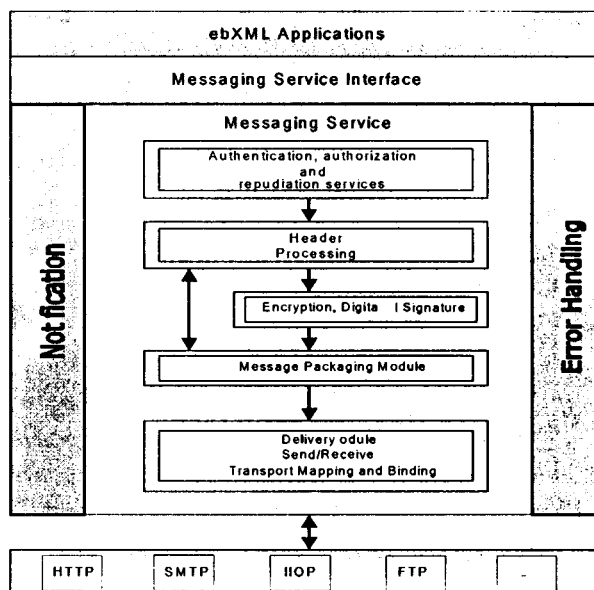 ebXML Applications
Messaging Service Interface
Messaging Service
Authentication, authorization
and
repudiation services
Header
Processing
Encryption, Digita l Signature
Message Packaging Module
Delivery odule
Send/Receive
Transport Mapping and Binding
Not fication
Error Handling
HTTP
SMTP
IIOP
FTP
-